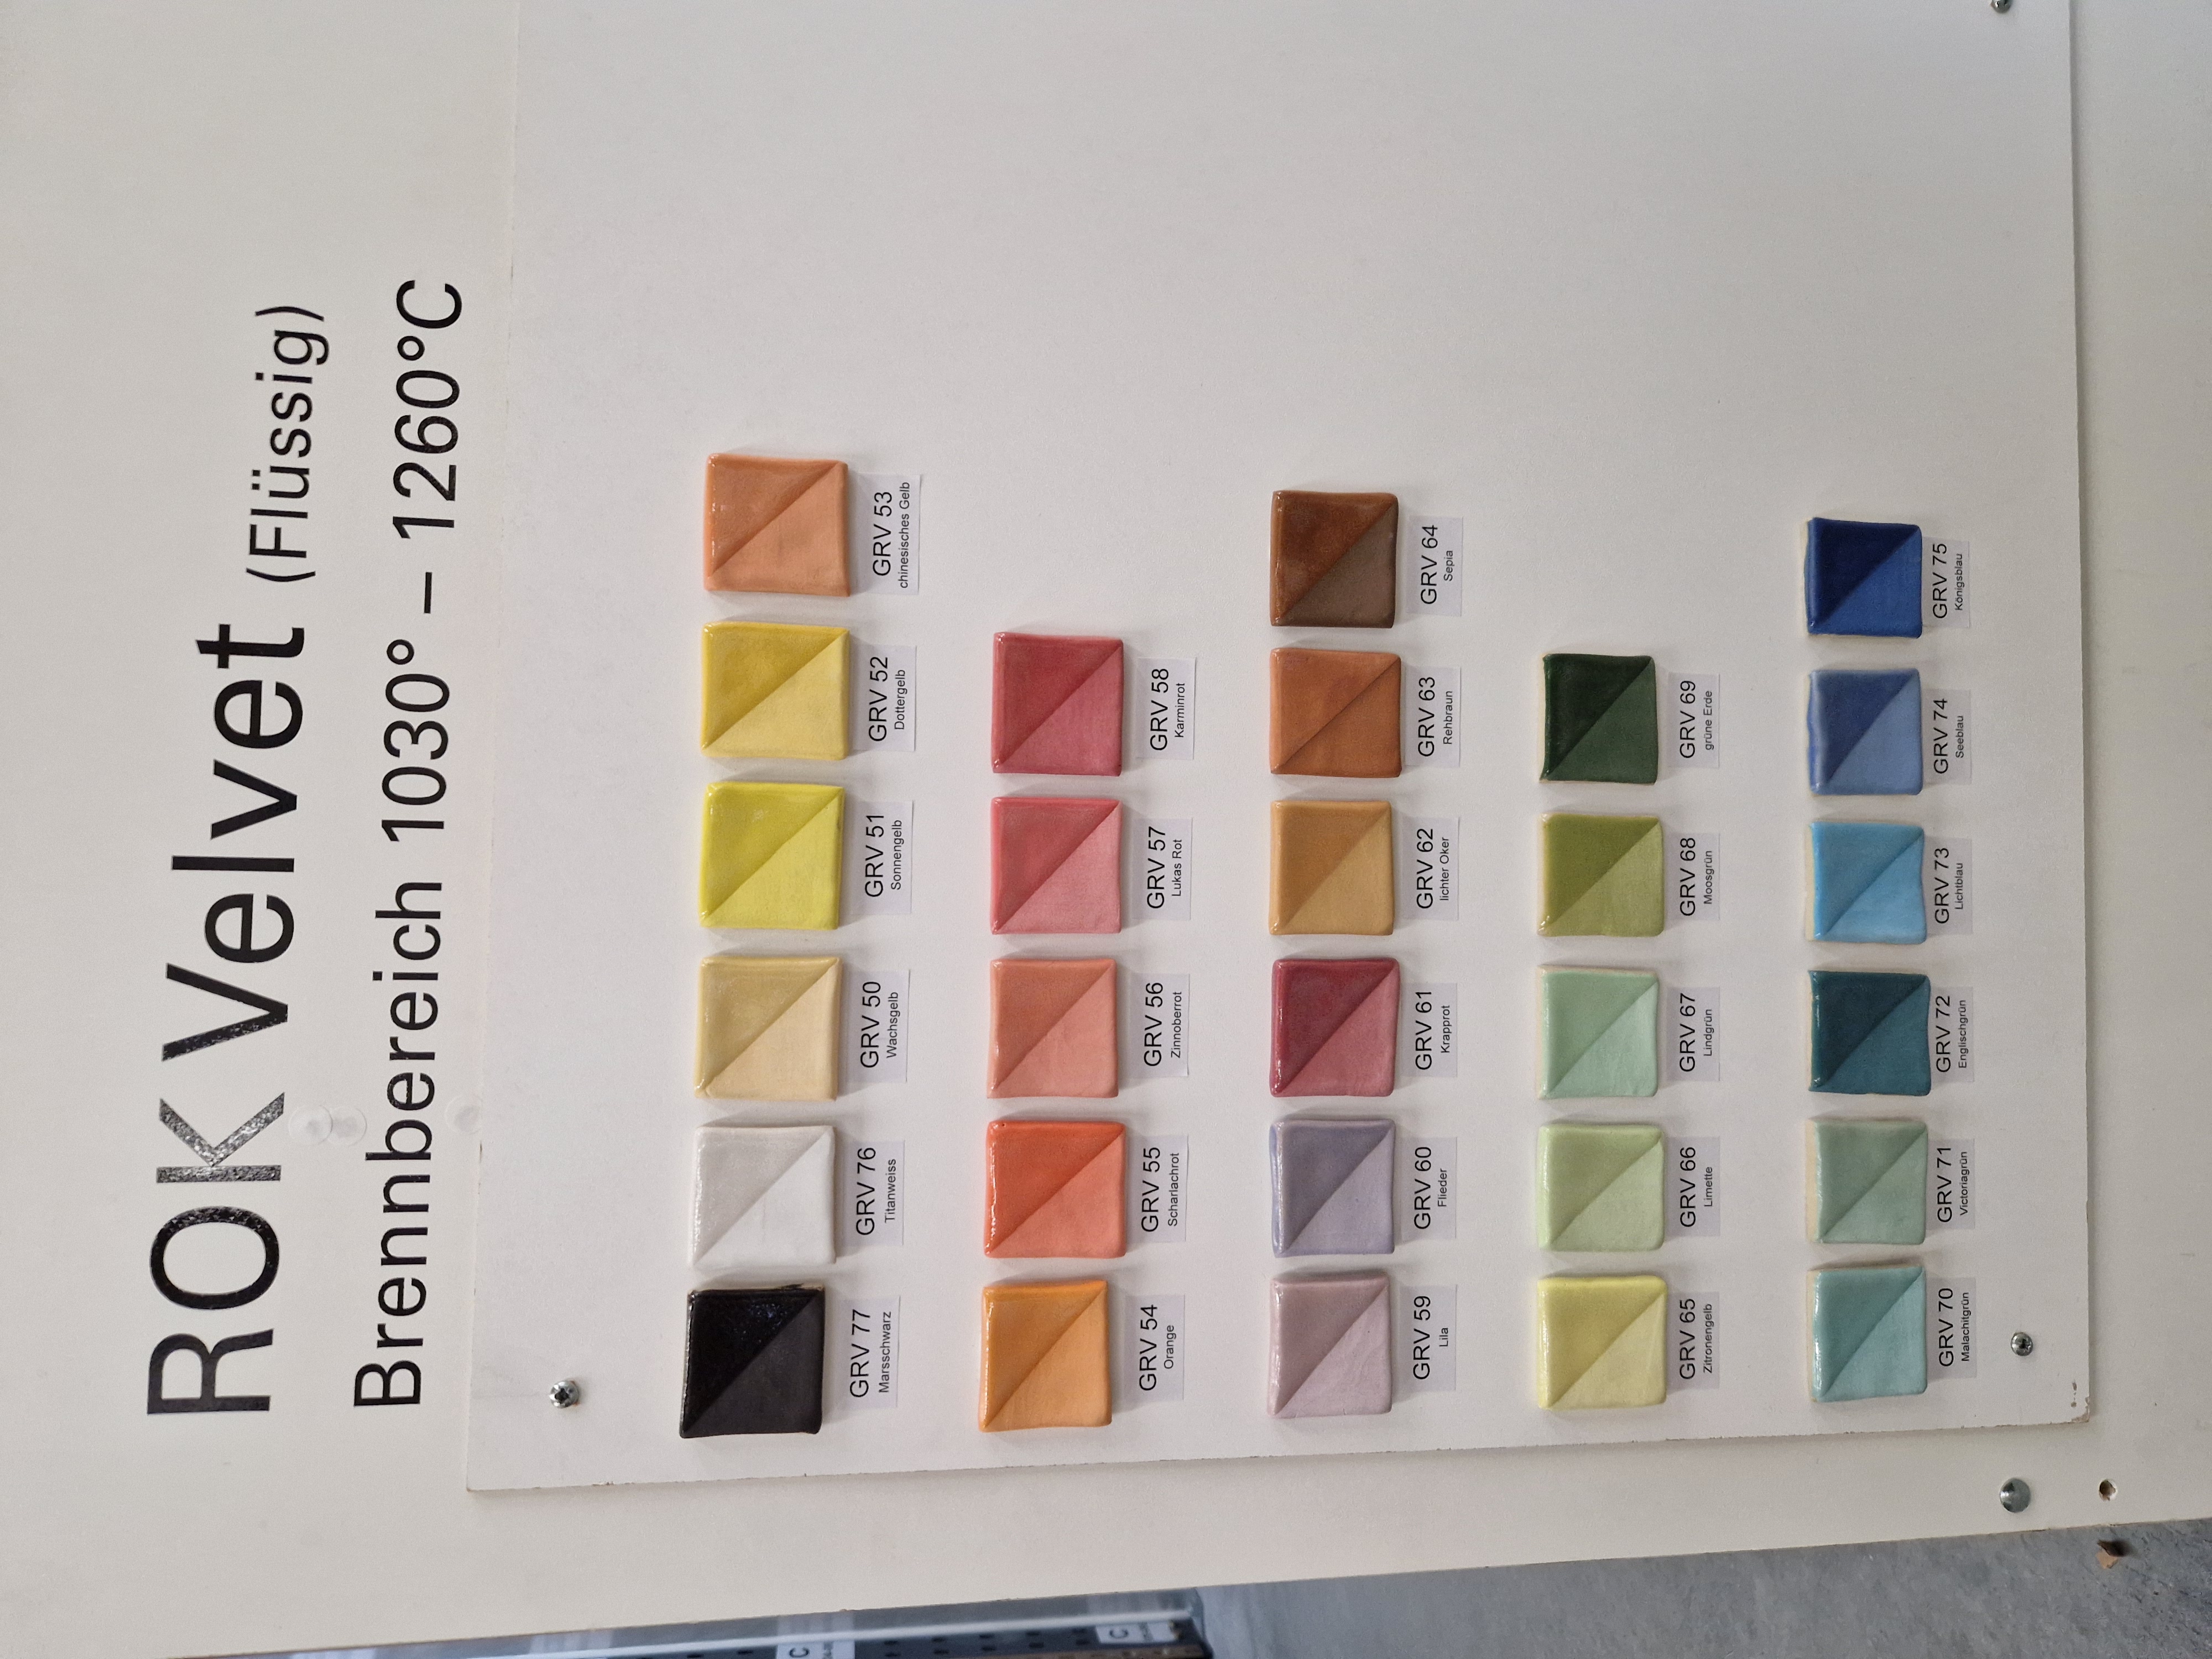 ROK Velvet (Flüssig)
Brennbereich 1030° – 1260°C
GRV 77
Marsschwarz
GRV 76
Titanweiss
GRV 50
Wachsgelb
GRV 51
Sonnengelb
GRV 52
Dottergelb
GRV 53
chinesisches Gelb
GRV 54
Orange
GRV 55
Scharlachrot
GRV 56
Zinnoberrot
GRV 57
Lukas Rot
GRV 58
Karminrot
GRV 59
Lila
GRV 60
Flieder
GRV 61
Krapprot
GRV 62
lichter Oker
GRV 63
Rehbraun
GRV 64
Sepia
GRV 65
Zitronengelb
GRV 66
Limette
GRV 67
Lindgrün
GRV 68
Moosgrün
GRV 69
grüne Erde
GRV 70
Malachitgrün
GRV 71
Victoriagrün
GRV 72
Englischgrün
GRV 73
Lichtblau
GRV 74
Seeblau
GRV 75
Königsblau
C
C